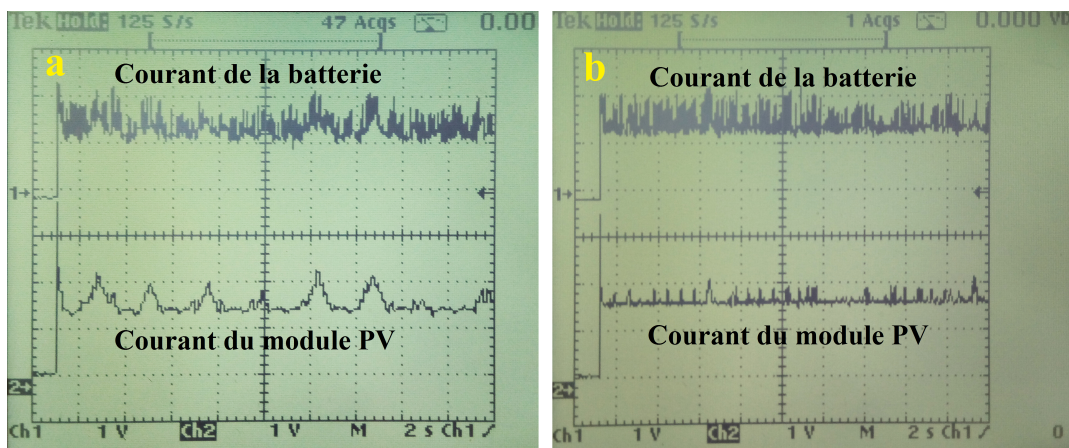 Tek Hold: 125 S/s 47 Acqs 0.00
a
Courant de la batterie
1→
Courant du module PV
2→
Ch1 1 V Ch2 1 V M 2 s Ch1
Tek Hold: 125 S/s 1 Acqs 0.000 VD
b
Courant de la batterie
1→
Courant du module PV
2→
Ch1 1 V Ch2 1 V M 2 s Ch1 0